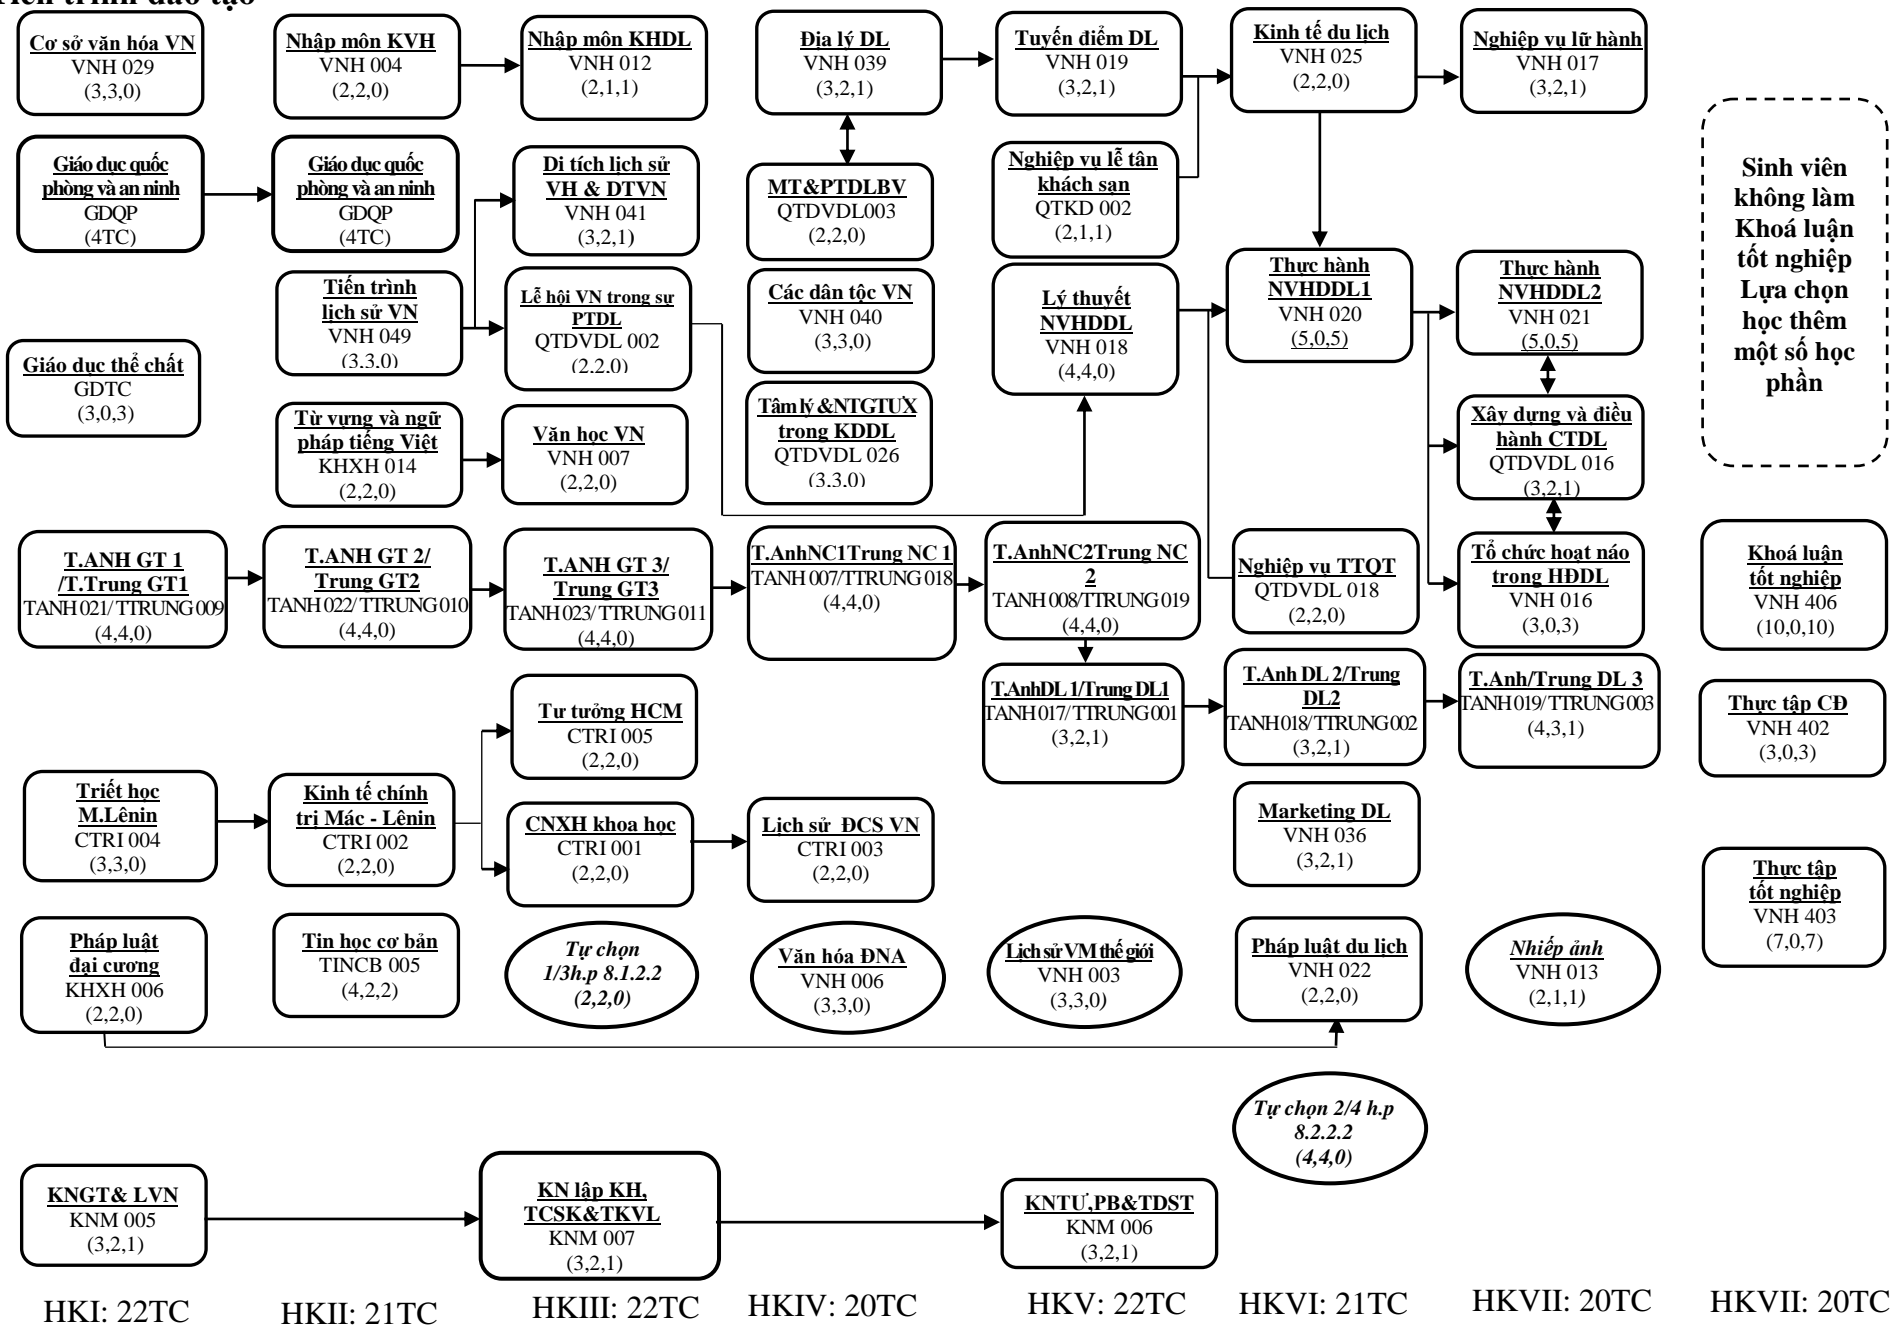 Tiến trình đào tạo
Cơ sở văn hóa VN
VNH 029
(3,3,0)
Nhập môn KVH
VNH 004
(2,2,0)
Nhập môn KHDL
VNH 012
(2,1,1)
Địa lý DL
VNH 039
(3,2,1)
Tuyến điểm DL
VNH 019
(3,2,1)
Kinh tế du lịch
VNH 025
(2,2,0)
Nghiệp vụ lữ hành
VNH 017
(3,2,1)
Giáo dục quốc
phòng và an ninh
GDQP
(4TC)
Giáo dục quốc
phòng và an ninh
GDQP
(4TC)
Di tích lịch sử
VH & DTVN
VNH 041
(3,2,1)
MT&PTDLBV
QTDVDL003
(2,2,0)
Nghiệp vụ lễ tân
khách sạn
QTKD 002
(2,1,1)
Sinh viên
không làm
Khoá luận
tốt nghiệp
Lựa chọn
học thêm
một số học
phần
Giáo dục thể chất
GDTC
(3,0,3)
Tiến trình
lịch sử VN
VNH 049
(3,3,0)
Lễ hội VN trong sự
PTDL
QTDVDL 002
(2,2,0)
Các dân tộc VN
VNH 040
(3,3,0)
Lý thuyết
NVHDDL
VNH 018
(4,4,0)
Thực hành
NVHDDL1
VNH 020
(5,0,5)
Thực hành
NVHDDL2
VNH 021
(5,0,5)
Từ vựng và ngữ
pháp tiếng Việt
KHXH 014
(2,2,0)
Văn học VN
VNH 007
(2,2,0)
Tâm lý &NTGTƯX
trong KDDL
QTDVDL 026
(3,3,0)
Xây dựng và điều
hành CTDL
QTDVDL 016
(3,2,1)
T.ANH GT 1
/T.Trung GT1
TANH 021/ TTRUNG 009
(4,4,0)
T.ANH GT 2/
Trung GT2
TANH 022/ TTRUNG 010
(4,4,0)
T.ANH GT 3/
Trung GT3
TANH 023/ TTRUNG 011
(4,4,0)
T.AnhNC1Trung NC 1
TANH 007/TTRUNG 018
(4,4,0)
T.AnhNC2Trung NC
2
TANH 008/TTRUNG 019
(4,4,0)
Nghiệp vụ TTQT
QTDVDL 018
(2,2,0)
Tổ chức hoạt náo
trong HĐDL
VNH 016
(3,0,3)
Khoá luận
tốt nghiệp
VNH 406
(10,0,10)
Tư tưởng HCM
CTRI 005
(2,2,0)
T.AnhDL 1/Trung DL1
TANH 017/ TTRUNG 001
(3,2,1)
T.Anh DL 2/Trung
DL2
TANH 018/ TTRUNG 002
(3,2,1)
T.Anh/Trung DL 3
TANH 019/ TTRUNG 003
(4,3,1)
Thực tập CĐ
VNH 402
(3,0,3)
Triết học
M.Lênin
CTRI 004
(3,3,0)
Kinh tế chính
trị Mác - Lênin
CTRI 002
(2,2,0)
CNXH khoa học
CTRI 001
(2,2,0)
Lịch sử ĐCS VN
CTRI 003
(2,2,0)
Marketing DL
VNH 036
(3,2,1)
Thực tập
tốt nghiệp
VNH 403
(7,0,7)
Pháp luật
đại cương
KHXH 006
(2,2,0)
Tin học cơ bản
TINCB 005
(4,2,2)
Tự chọn
1/3h.p 8.1.2.2
(2,2,0)
Văn hóa ĐNA
VNH 006
(3,3,0)
Lịch sử VM thế giới
VNH 003
(3,3,0)
Pháp luật du lịch
VNH 022
(2,2,0)
Nhiếp ảnh
VNH 013
(2,1,1)
Tự chọn 2/4 h.p
8.2.2.2
(4,4,0)
KNGT& LVN
KNM 005
(3,2,1)
KN lập KH,
TCSK&TKVL
KNM 007
(3,2,1)
KNTƯ,PB&TDST
KNM 006
(3,2,1)
HKI: 22TC
HKII: 21TC
HKIII: 22TC
HKIV: 20TC
HKV: 22TC
HKVI: 21TC
HKVII: 20TC
HKVII: 20TC